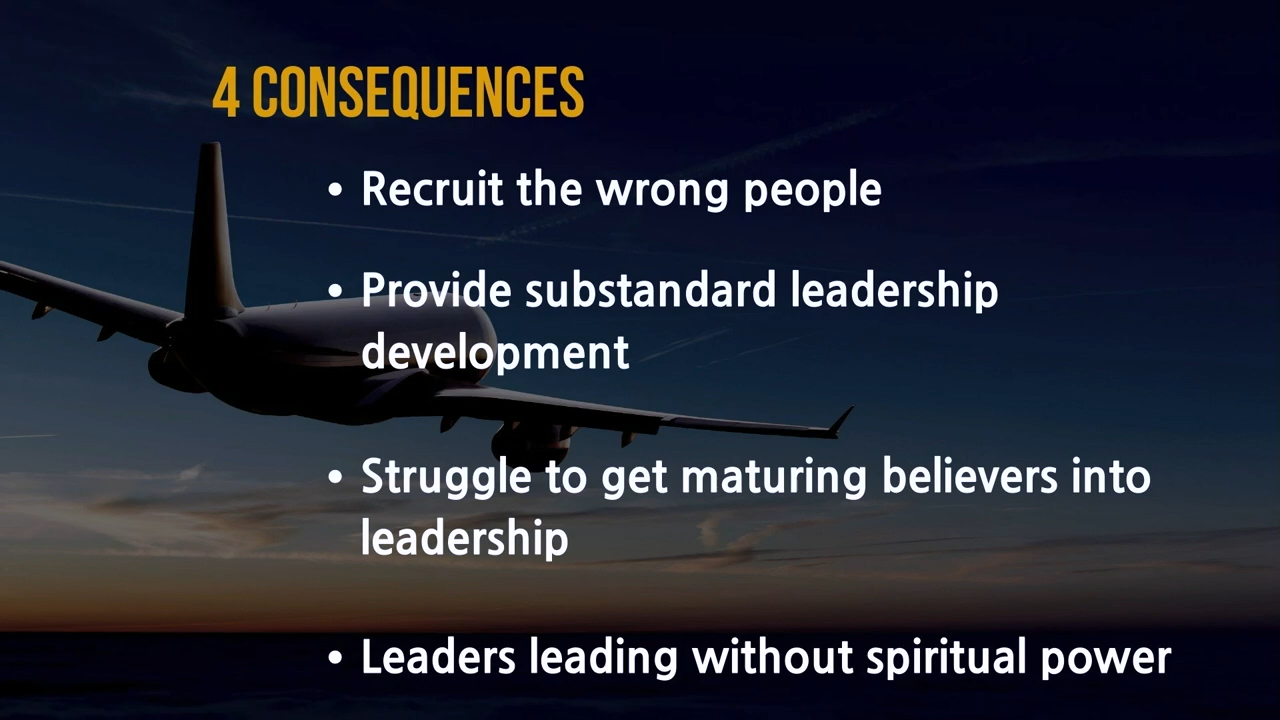 4 CONSEQUENCES
• Recruit the wrong people
• Provide substandard leadership
development
• Struggle to get maturing believers into
leadership
• Leaders leading without spiritual power